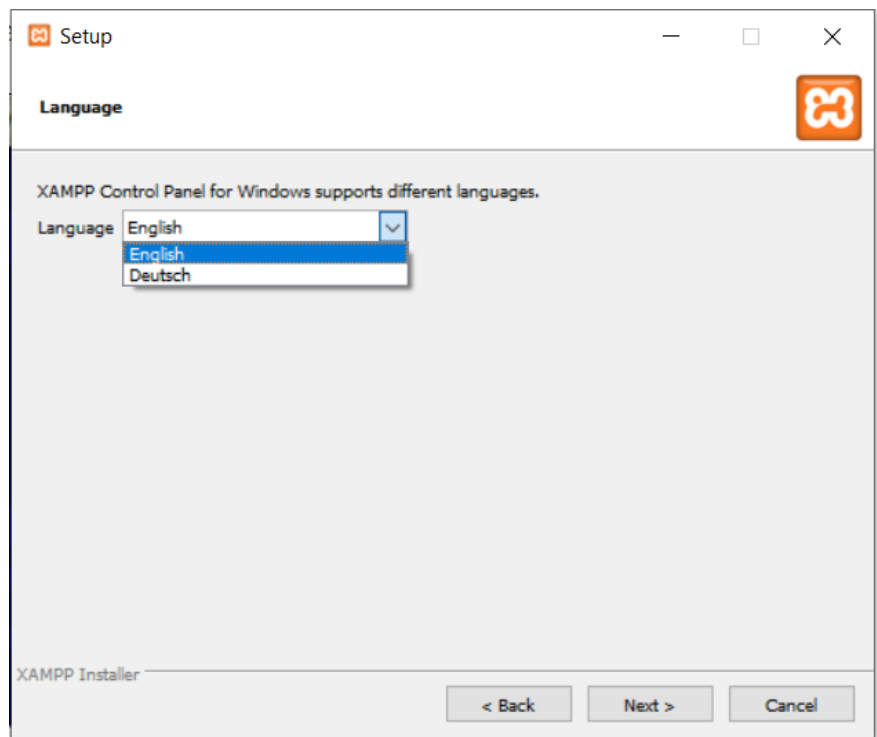 Setup
Language
XAMPP Control Panel for Windows supports different languages.
Language English
English
Deutsch
XAMPP Installer
< Back Next > Cancel